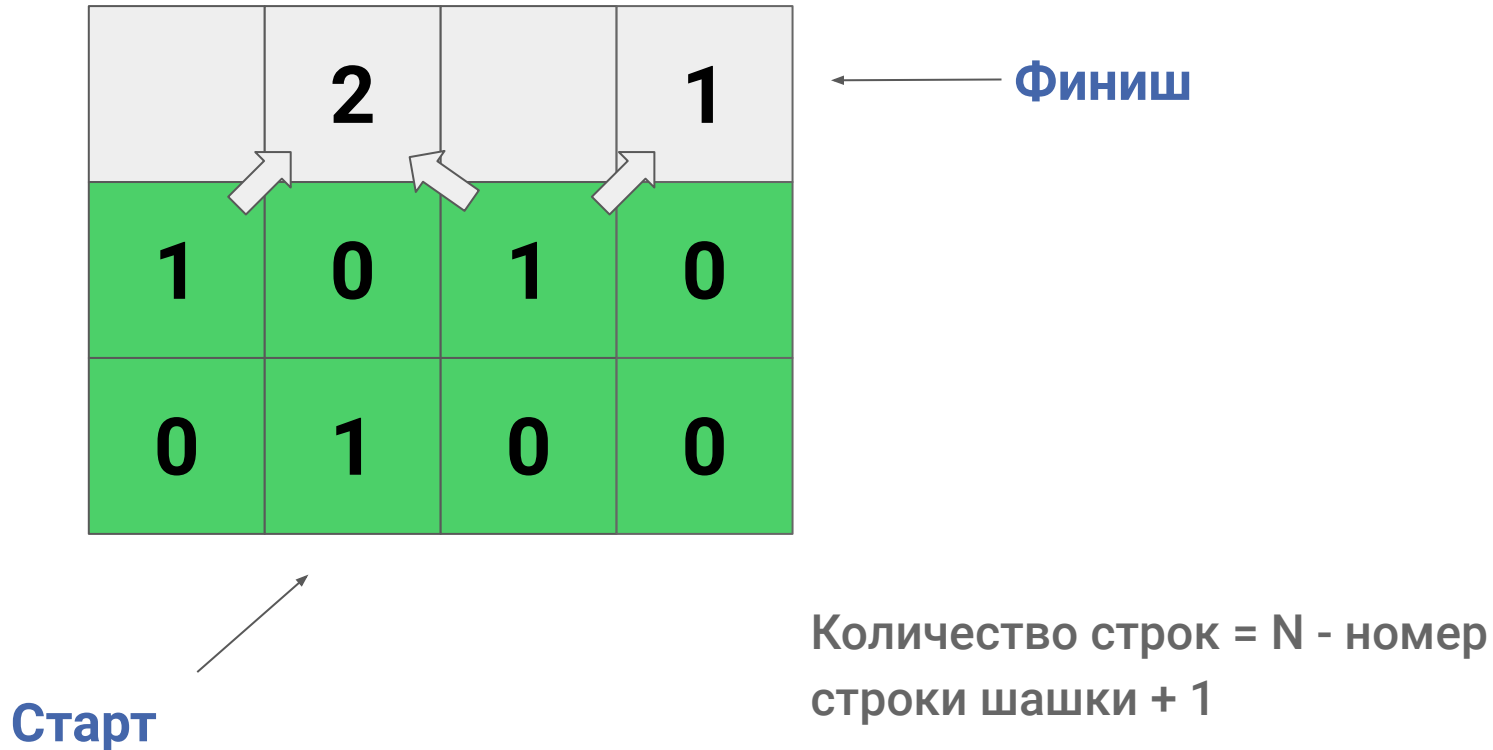 2 1
Финиш
1 0 1 0
0 1 0 0
Количество строк = N - номер
строки шашки + 1
Старт